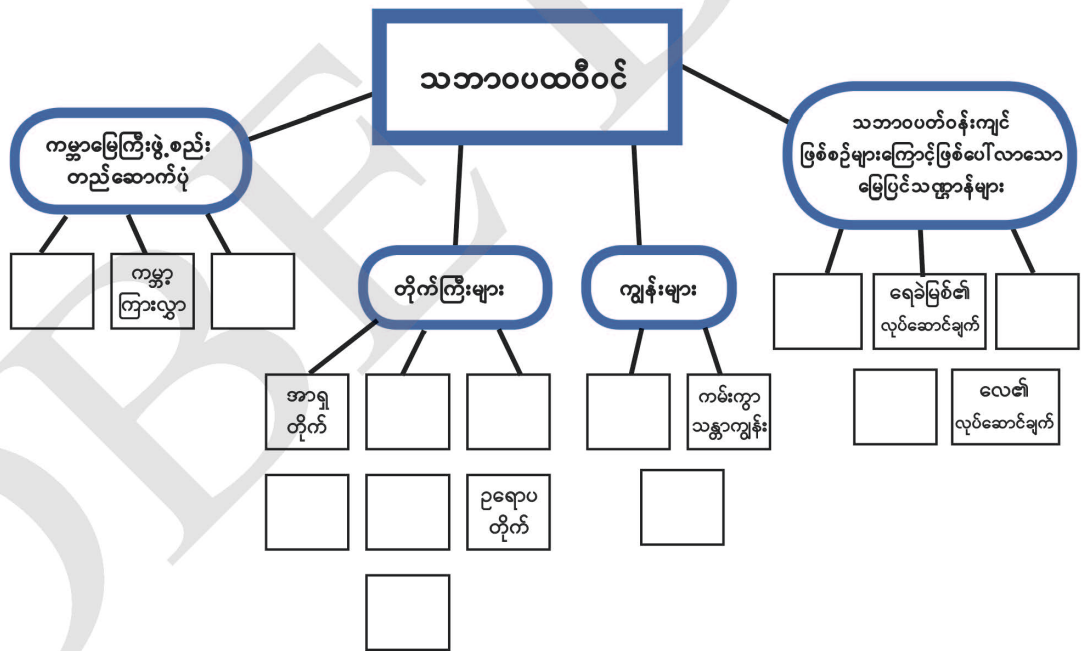 သဘာဝပထဝီဝင်
ကမ္ဘာမြေကြီးဖွဲ့စည်း
တည်ဆောက်ပုံ
ကမ္ဘာ့
ကြားလွှာ
တိုက်ကြီးများ
အာရှ
တိုက်
ဥရောပ
တိုက်
ကျွန်းများ
ကမ်းကွာ
သန္တာကျွန်း
သဘာဝပတ်ဝန်းကျင်
ဖြစ်စဉ်များကြောင့်ဖြစ်ပေါ်လာသော
မြေပြင်သဏ္ဌာန်များ
ရေခဲမြစ်၏
လုပ်ဆောင်ချက်
လေ၏
လုပ်ဆောင်ချက်